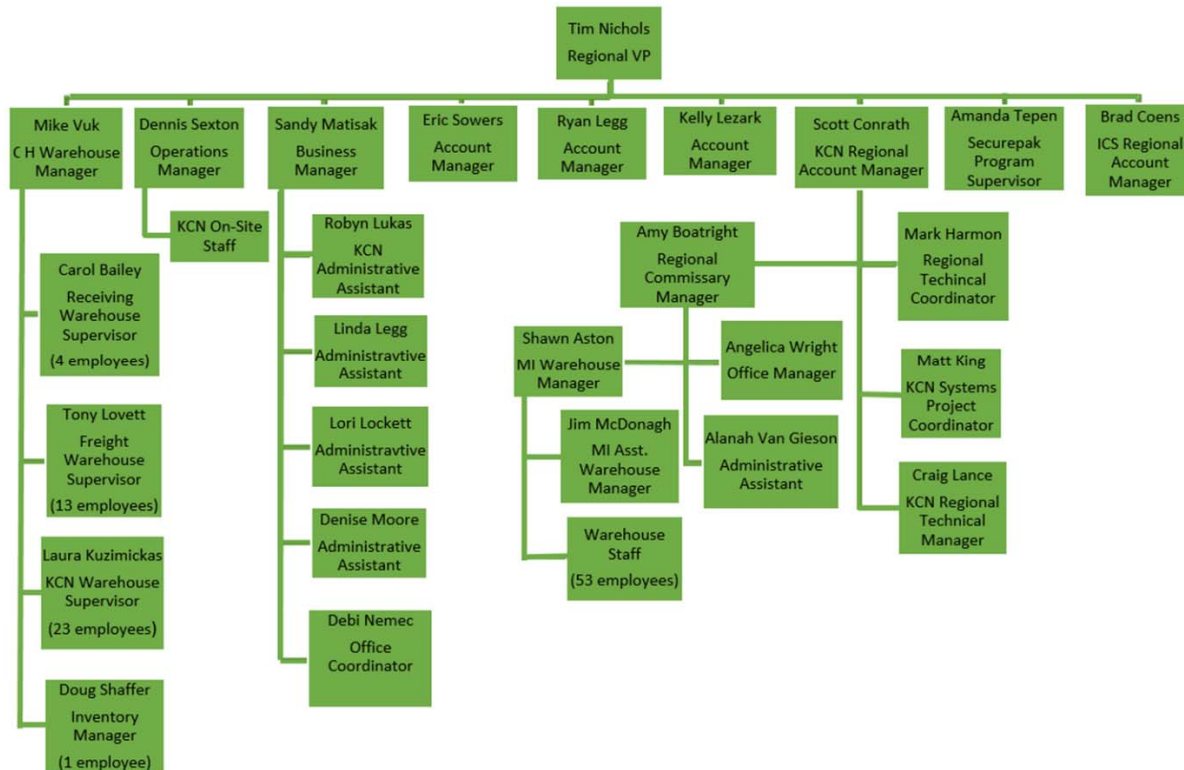 Tim Nichols
Regional VP
Mike Vuk
C H Warehouse
Manager
Dennis Sexton
Operations
Manager
Sandy Matisak
Business
Manager
Eric Sowers
Account
Manager
Ryan Legg
Account
Manager
Kelly Lezark
Account
Manager
Scott Conrath
KCN Regional
Account Manager
Amanda Tepen
Securepak
Program
Supervisor
Brad Coens
ICS Regional
Account
Manager
Carol Bailey
Receiving
Warehouse
Supervisor
(4 employees)
Tony Lovett
Freight
Warehouse
Supervisor
(13 employees)
Laura Kuzimickas
KCN Warehouse
Supervisor
(23 employees)
Doug Shaffer
Inventory
Manager
(1 employee)
KCN On-Site
Staff
Robyn Lukas
KCN
Administrative
Assistant
Linda Legg
Administravtive
Assistant
Lori Lockett
Administravtive
Assistant
Denise Moore
Administrative
Assistant
Debi Nemec
Office
Coordinator
Amy Boatright
Regional
Commissary
Manager
Shawn Aston
MI Warehouse
Manager
Jim McDonagh
MI Asst.
Warehouse
Manager
Warehouse
Staff
(53 employees)
Angelica Wright
Office Manager
Alanah Van Gieson
Administrative
Assistant
Mark Harmon
Regional
Techincal
Coordinator
Matt King
KCN Systems
Project
Coordinator
Craig Lance
KCN Regional
Technical
Manager